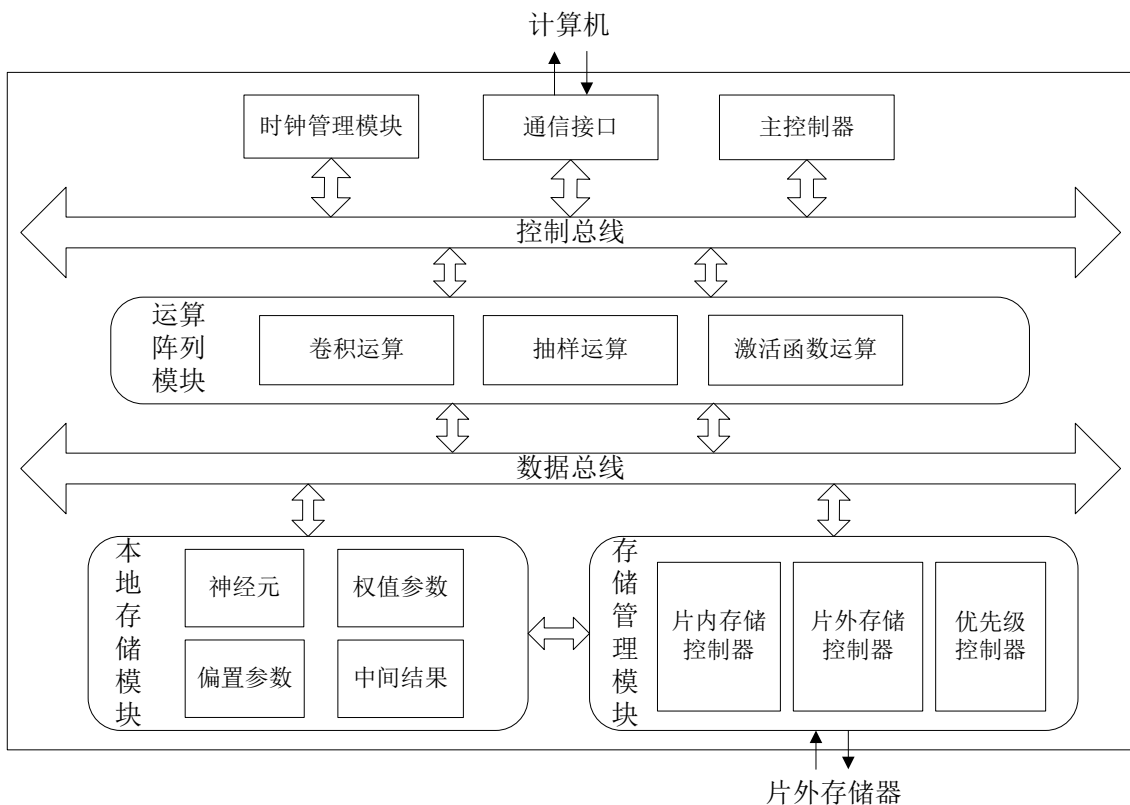 计算机
时钟管理模块
通信接口
主控制器
控制总线
运算
阵列
模块
卷积运算
抽样运算
激活函数运算
数据总线
本地存储模块
神经元
权值参数
偏置参数
中间结果
存储管理模块
片内存储
控制器
片外存储
控制器
优先级
控制器
片外存储器